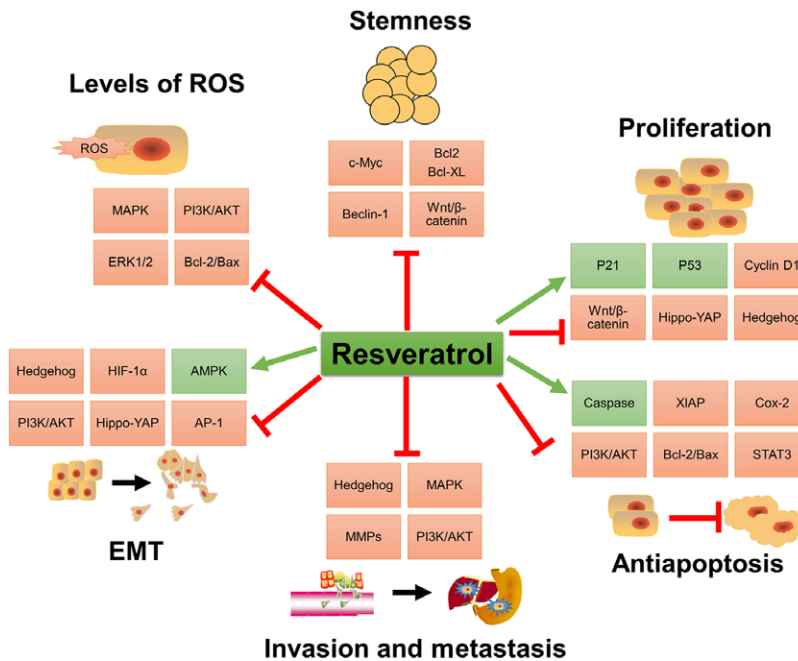 Stemness
Levels of ROS
ROS
MAPK
PI3K/AKT
ERK1/2
Bcl-2/Bax
c-Myc
Bcl2
Bcl-XL
Beclin-1
Wnt/β-
catenin
Proliferation
P21
P53
Cyclin D1
Wnt/β-
catenin
Hippo-YAP
Hedgehog
Resveratrol
Hedgehog
HIF-1α
AMPK
PI3K/AKT
Hippo-YAP
AP-1
EMT
Caspase
XIAP
Cox-2
PI3K/AKT
Bcl-2/Bax
STAT3
Antiapoptosis
Hedgehog
MAPK
MMPs
PI3K/AKT
Invasion and metastasis